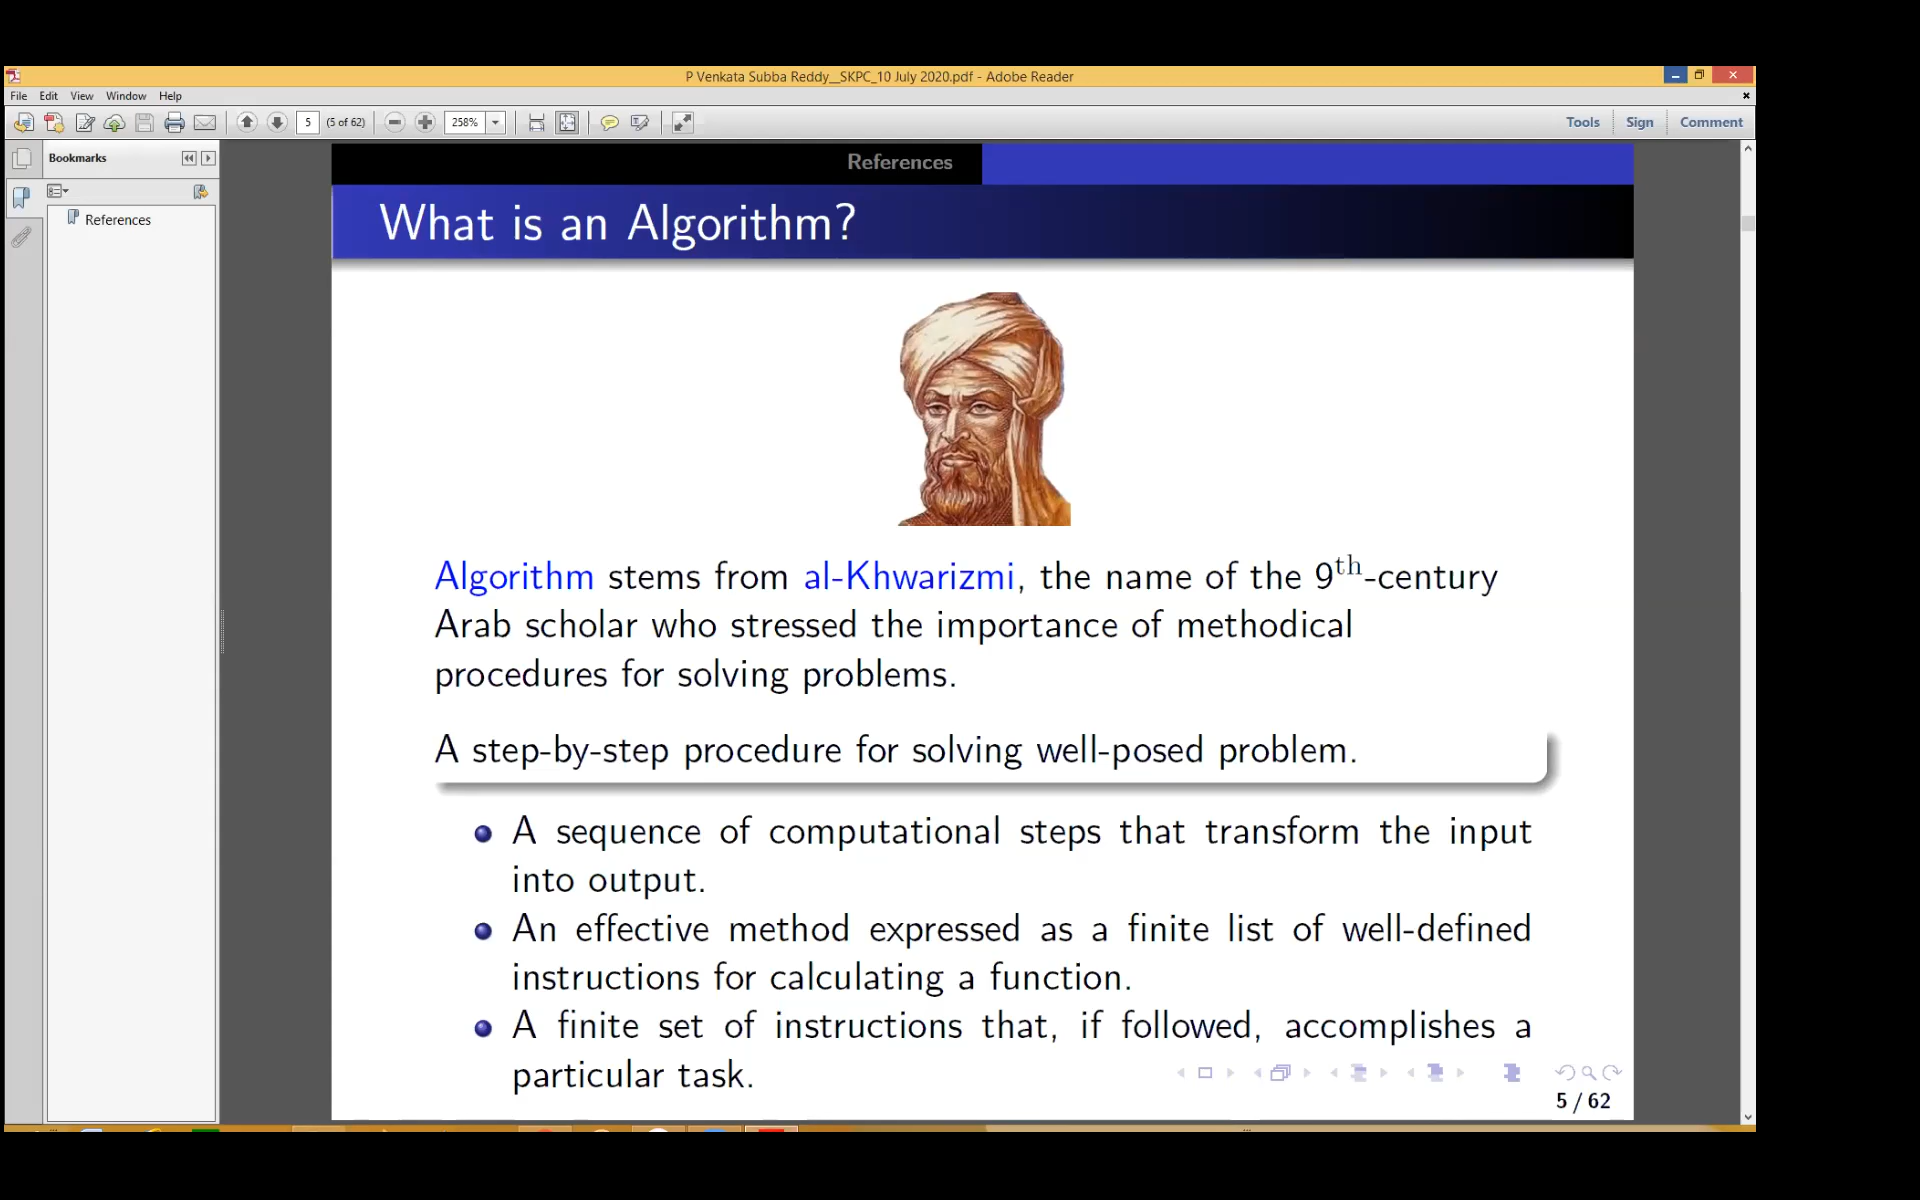 P Venkata Subba Reddy__SKPC_10 July 2020.pdf - Adobe Reader
File Edit View Window Help
5 (5 of 62) 258% Tools Sign Comment
Bookmarks
References
References
What is an Algorithm?
Algorithm stems from al-Khwarizmi, the name of the 9th-century
Arab scholar who stressed the importance of methodical
procedures for solving problems.
A step-by-step procedure for solving well-posed problem.
A sequence of computational steps that transform the input
into output.
An effective method expressed as a finite list of well-defined
instructions for calculating a function.
A finite set of instructions that, if followed, accomplishes a
particular task.
5 / 62